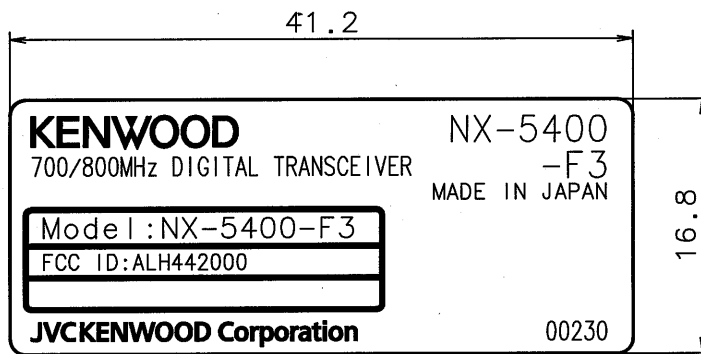 41.2
KENWOOD NX-5400
700/800MHz DIGITAL TRANSCEIVER -F3
MADE IN JAPAN
16.8
Model:NX-5400-F3
FCC ID:ALH442000
JVCKENWOOD Corporation 00230